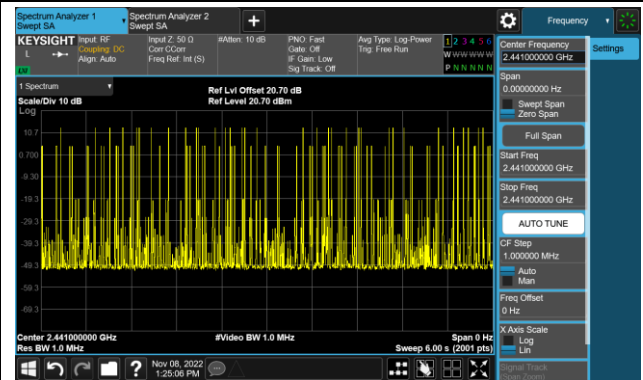 Spectrum Analyzer 1
Swept SA
Spectrum Analyzer 2
Swept SA
+
Frequency
KEYSIGHT
L
LXI
Input: RF
Coupling: DC
Align: Auto
Input Z: 50 Ω
Corr CCorr
Freq Ref: Int (S)
#Atten: 10 dB
PNO: Fast
Gate: Off
IF Gain: Low
Sig Track: Off
Avg Type: Log-Power
Trig: Free Run
1 2 3 4 5 6
W W W W W W
P N N N N N
1 Spectrum
Scale/Div 10 dB
Log
Ref Lvl Offset 20.70 dB
Ref Level 20.70 dBm
10.7
0.700
-9.30
-19.3
-29.3
-39.3
-49.3
-59.3
-69.3
Center 2.441000000 GHz
Res BW 1.0 MHz
#Video BW 1.0 MHz
Span 0 Hz
Sweep 6.00 s (2001 pts)
Center Frequency
2.441000000 GHz
Settings
Span
0.00000000 Hz
Swept Span
Zero Span
Full Span
Start Freq
2.441000000 GHz
Stop Freq
2.441000000 GHz
AUTO TUNE
CF Step
1.000000 MHz
Auto
Man
Freq Offset
0 Hz
X Axis Scale
Log
Lin
Signal Track
(Span Zoom)
?
Nov 08, 2022
1:25:06 PM